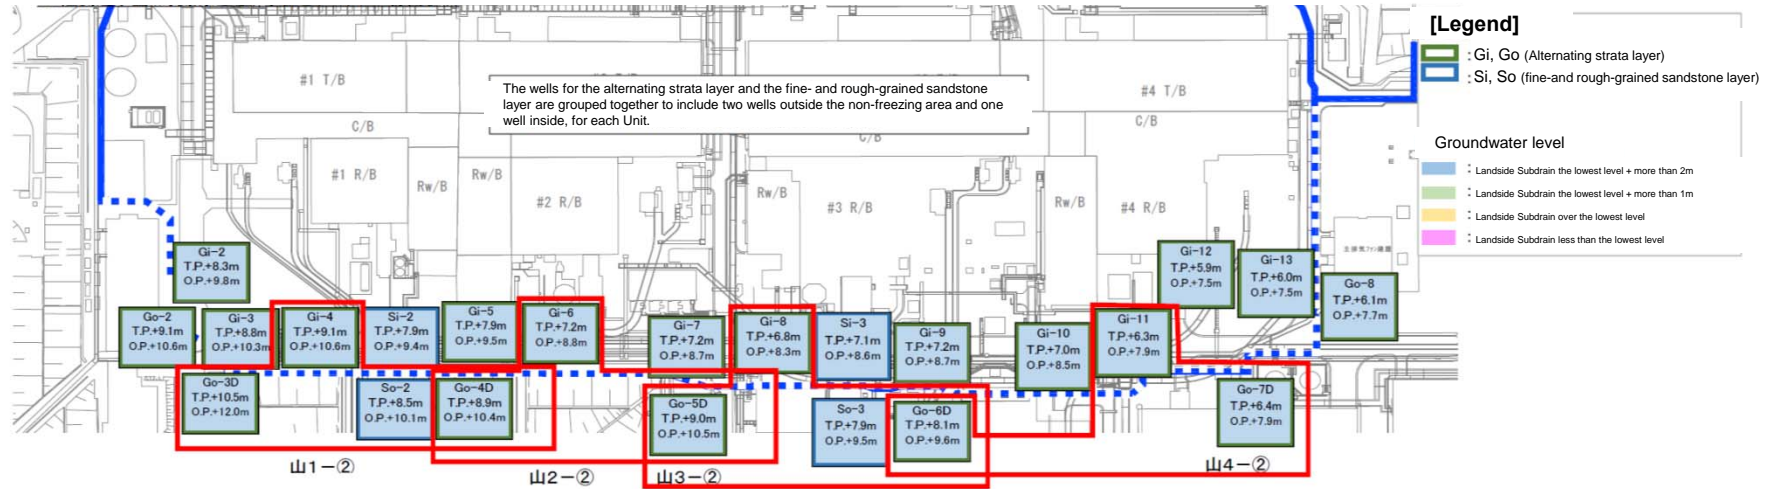 [Legend]
: Gi, Go (Alternating strata layer)
: Si, So (fine-and rough-grained sandstone layer)
Groundwater level
: Landside Subdrain the lowest level + more than 2m
: Landside Subdrain the lowest level + more than 1m
: Landside Subdrain over the lowest level
: Landside Subdrain less than the lowest level
#1 T/B
The wells for the alternating strata layer and the fine- and rough-grained sandstone
layer are grouped together to include two wells outside the non-freezing area and one
well inside, for each Unit.
#4 T/B
C/B
C/B
C/B
#1 R/B
Rw/B
Rw/B
#2 R/B
Rw/B
#3 R/B
Rw/B
#4 R/B
Gi-2
T.P.+8.3m
O.P.+9.8m
Gi-12
T.P.+5.9m
O.P.+7.5m
Gi-13
T.P.+6.0m
O.P.+7.5m
Go-8
T.P.+6.1m
O.P.+7.7m
Go-2
T.P.+9.1m
O.P.+10.6m
Gi-3
T.P.+8.8m
O.P.+10.3m
Gi-4
T.P.+9.1m
O.P.+10.6m
Si-2
T.P.+7.9m
O.P.+9.4m
Gi-5
T.P.+7.9m
O.P.+9.5m
Gi-6
T.P.+7.2m
O.P.+8.8m
Gi-7
T.P.+7.2m
O.P.+8.7m
Gi-8
T.P.+6.8m
O.P.+8.3m
Si-3
T.P.+7.1m
O.P.+8.6m
Gi-9
T.P.+7.2m
O.P.+8.7m
Gi-10
T.P.+7.0m
O.P.+8.5m
Gi-11
T.P.+6.3m
O.P.+7.9m
Go-3D
T.P.+10.5m
O.P.+12.0m
So-2
T.P.+8.5m
O.P.+10.1m
Go-4D
T.P.+8.9m
O.P.+10.4m
Go-5D
T.P.+9.0m
O.P.+10.5m
So-3
T.P.+7.9m
O.P.+9.5m
Go-6D
T.P.+8.1m
O.P.+9.6m
Go-7D
T.P.+6.4m
O.P.+7.9m
山1-②
山2-②
山3-②
山4-②